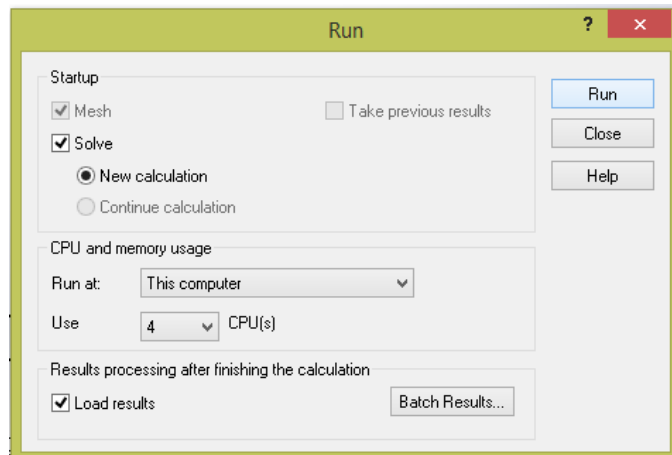 Run
?
×
Startup
Mesh
Take previous results
Solve
New calculation
Continue calculation
Run
Close
Help
CPU and memory usage
Run at: This computer
Use 4 CPU(s)
Results processing after finishing the calculation
Load results
Batch Results...